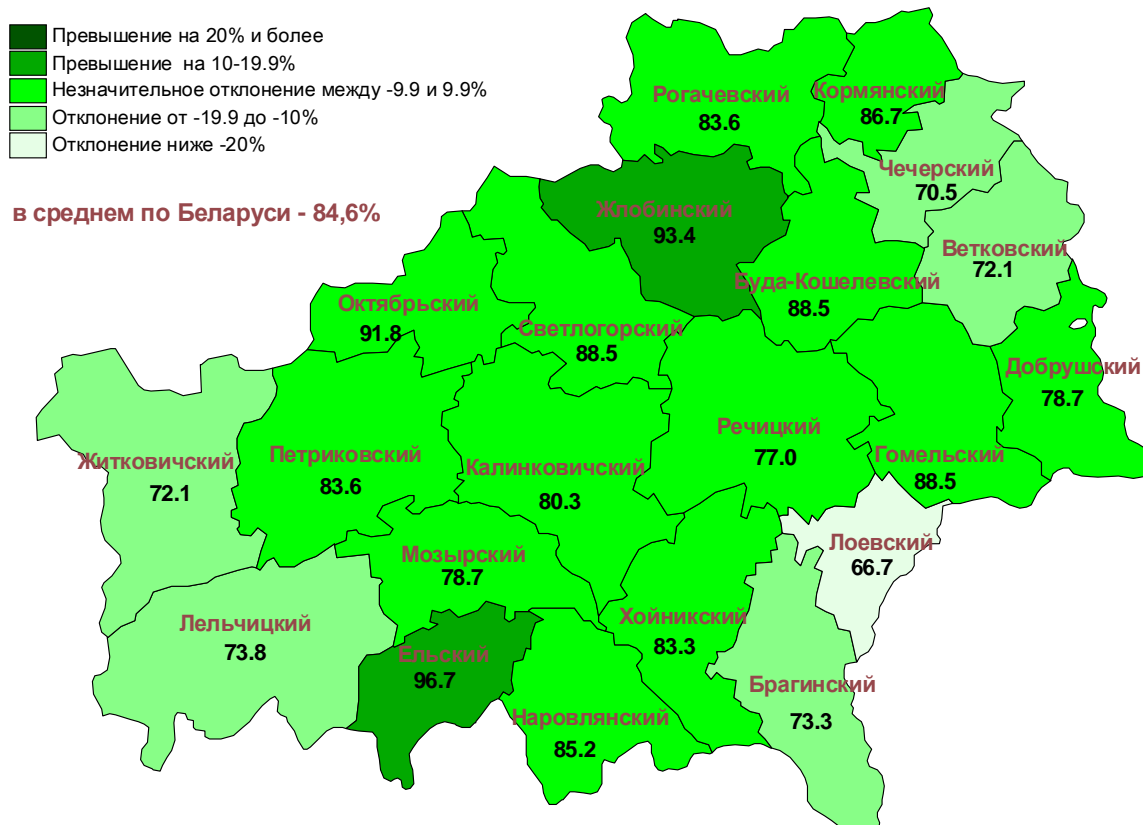 Превышение на 20% и более
Превышение на 10-19.9%
Незначительное отклонение между -9.9 и 9.9%
Отклонение от -19.9 до -10%
Отклонение ниже -20%
в среднем по Беларуси - 84,6%
Рогачевский
83.6
Кормянский
86.7
Чечерский
70.5
Жлобинский
93.4
Ветковский
72.1
Буда-Кошелевский
88.5
Октябрьский
91.8
Светлогорский
88.5
Добрушский
78.7
Житковичский
72.1
Петриковский
83.6
Калинковичский
80.3
Речицкий
77.0
Гомельский
88.5
Мозырский
78.7
Лоевский
66.7
Лельчицкий
73.8
Ельский
96.7
Хойникский
83.3
Наровлянский
85.2
Брагинский
73.3